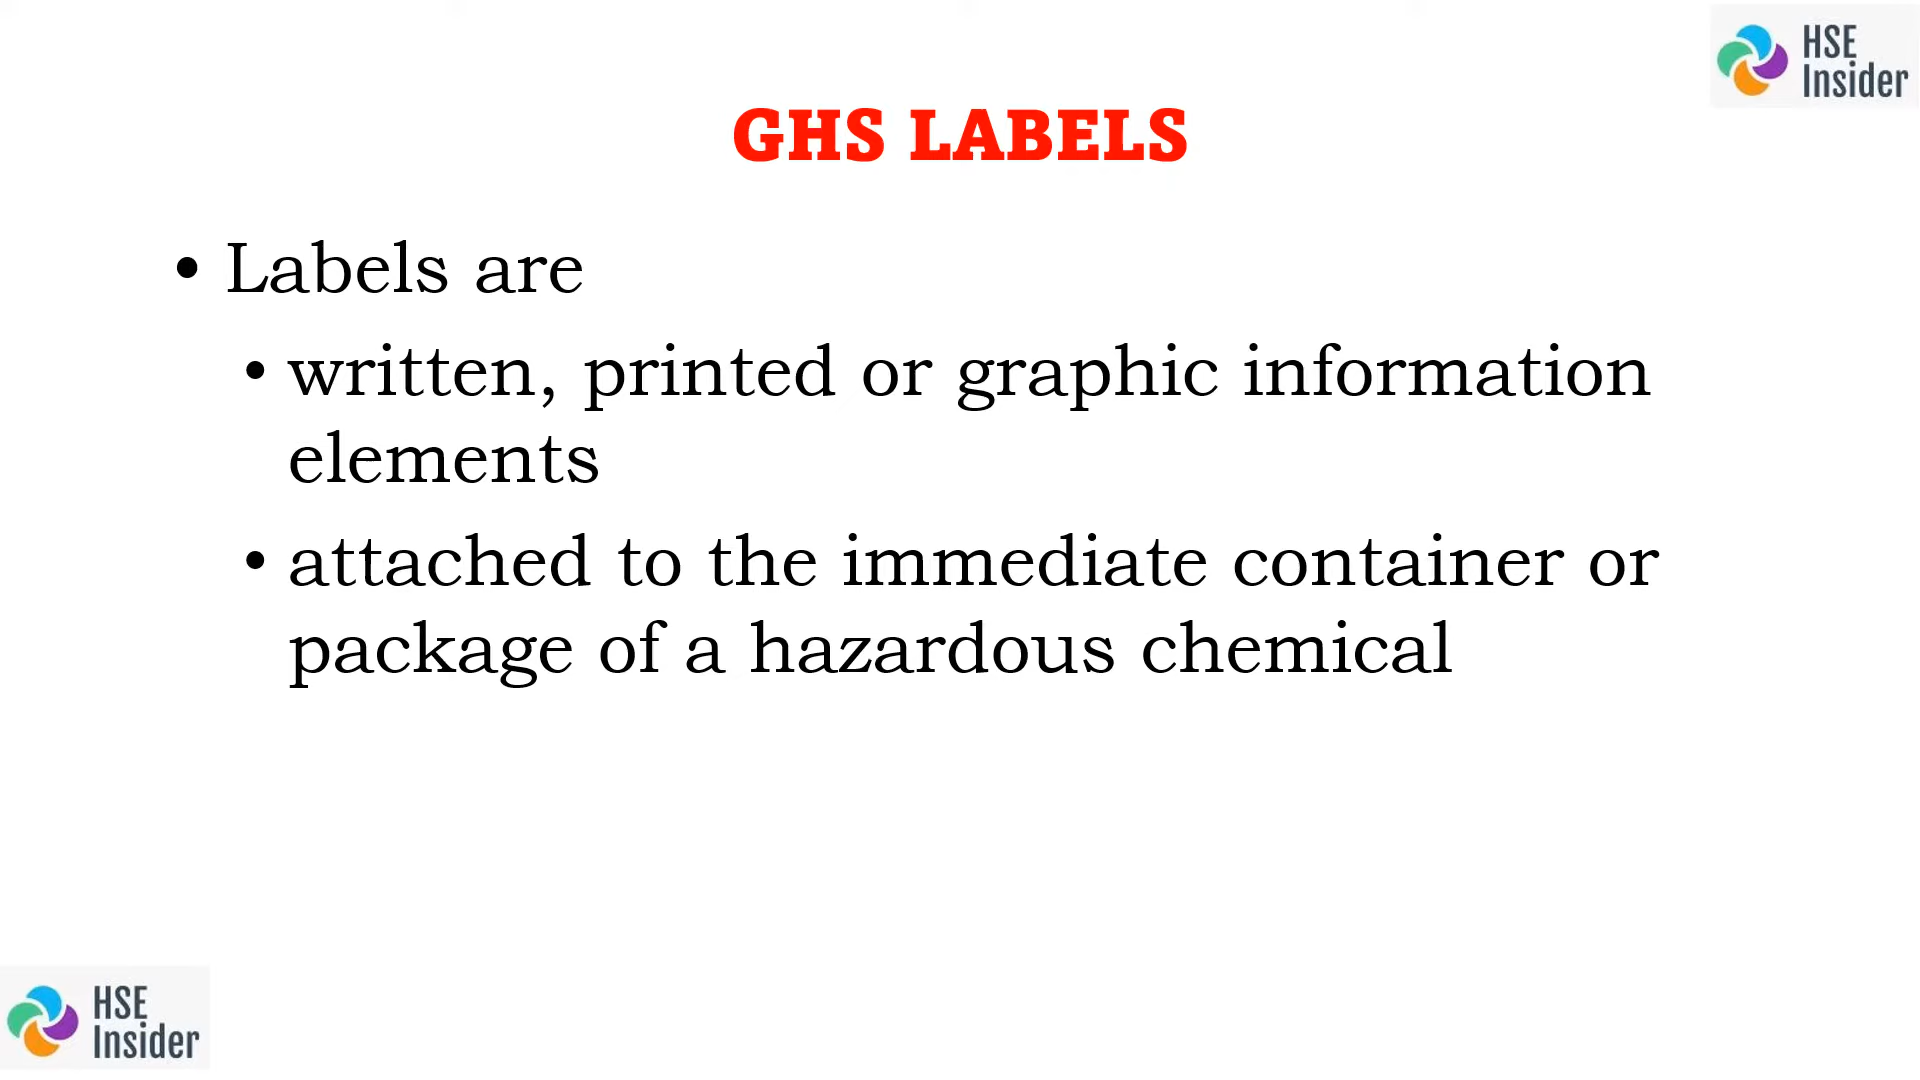 HSE
Insider
GHS LABELS
• Labels are
• written, printed or graphic information
elements
• attached to the immediate container or
package of a hazardous chemical
HSE
Insider